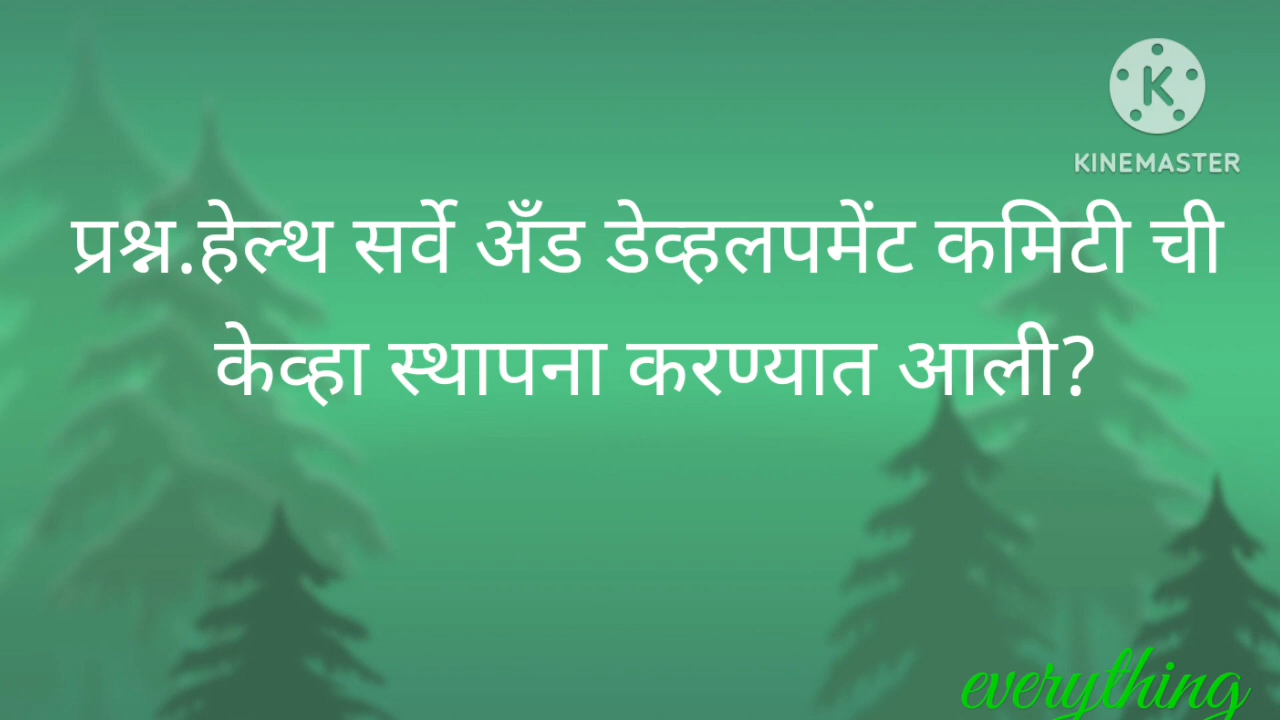 KINEMASTER
प्रश्न.हेल्थ सर्वे अँड डेव्हलपमेंट कमिटी ची
केव्हा स्थापना करण्यात आली?
everything